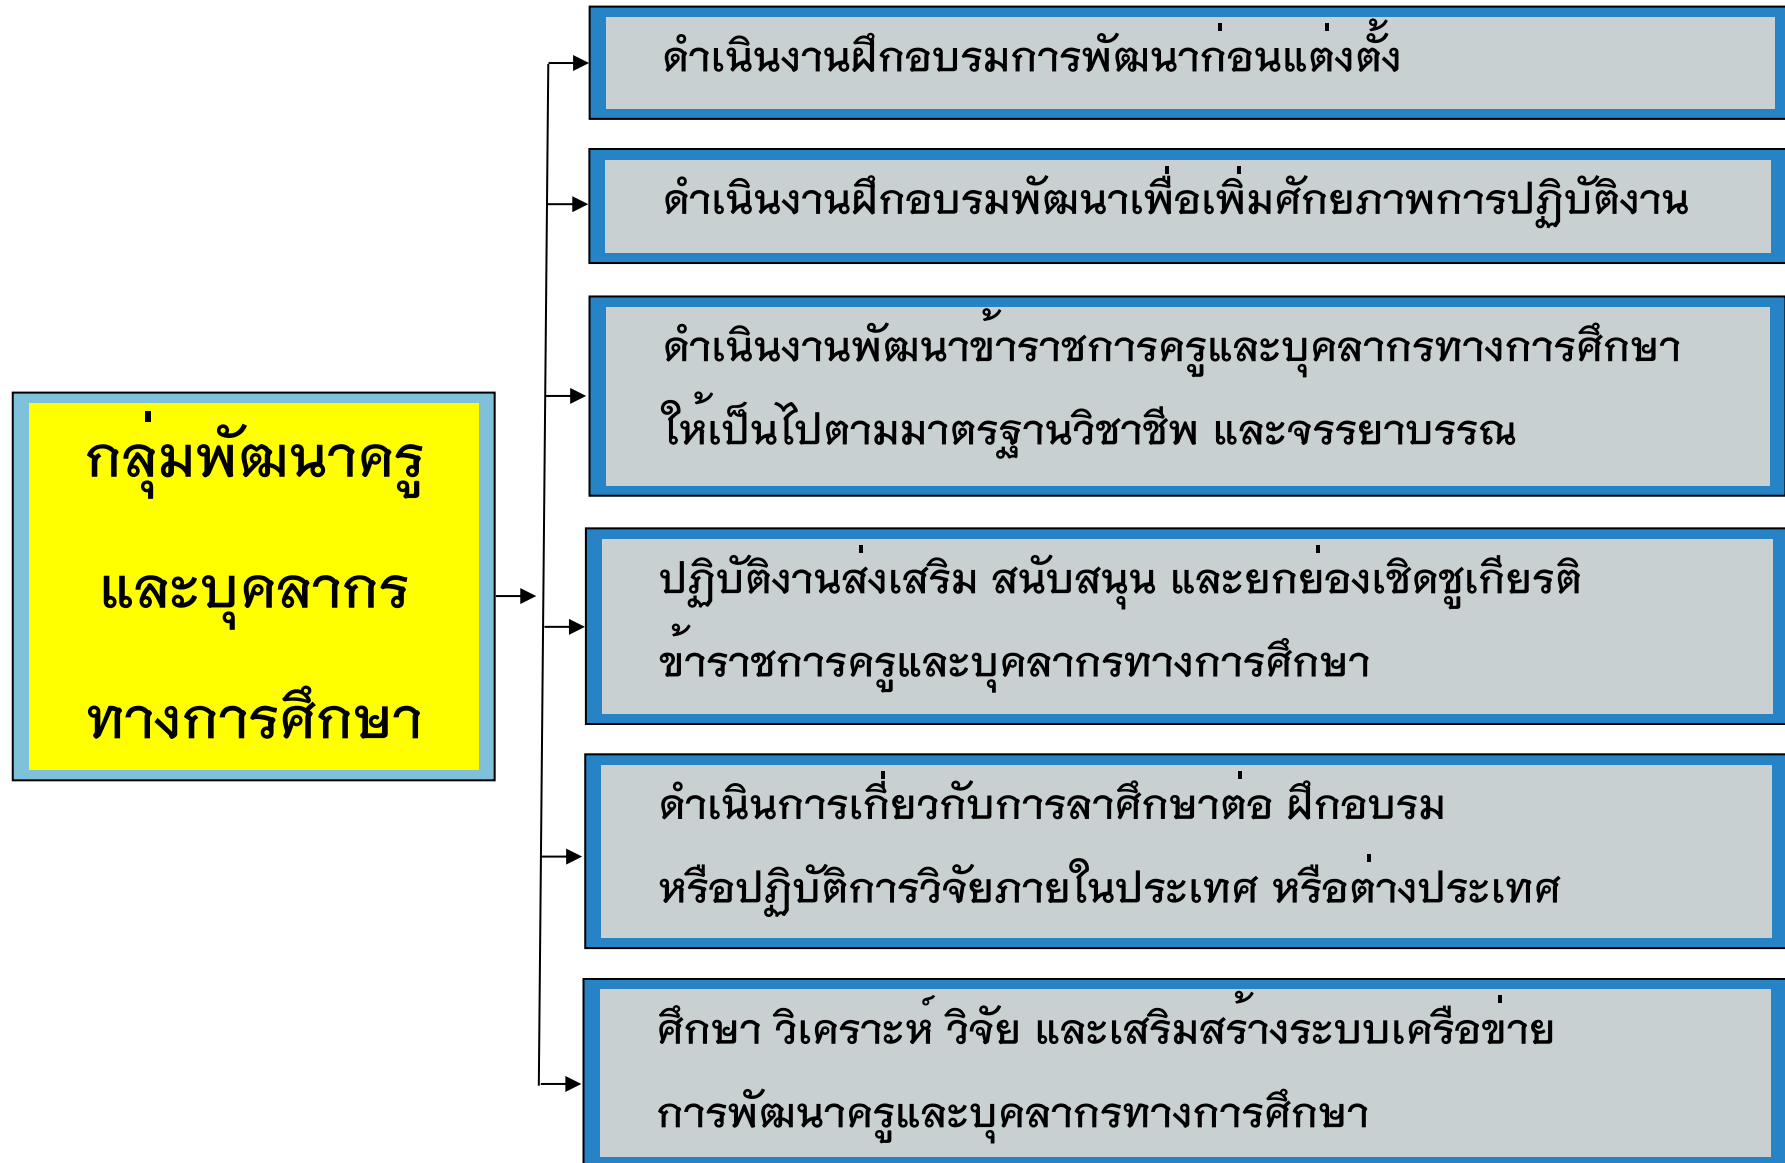 กลุ่มพัฒนาครู
และบุคลากร
ทางการศึกษา
ดำเนินงานฝึกอบรมการพัฒนาก่อนแต่งตั้ง
ดำเนินงานฝึกอบรมพัฒนาเพื่อเพิ่มศักยภาพการปฏิบัติงาน
ดำเนินงานพัฒนาข้าราชการครูและบุคลากรทางการศึกษา
ให้เป็นไปตามมาตรฐานวิชาชีพ และจรรยาบรรณ
ปฏิบัติงานส่งเสริม สนับสนุน และยกย่องเชิดชูเกียรติ
ข้าราชการครูและบุคลากรทางการศึกษา
ดำเนินการเกี่ยวกับการลาศึกษาต่อ ฝึกอบรม
หรือปฏิบัติการวิจัยภายในประเทศ หรือต่างประเทศ
ศึกษา วิเคราะห์ วิจัย และเสริมสร้างระบบเครือข่าย
การพัฒนาครูและบุคลากรทางการศึกษา